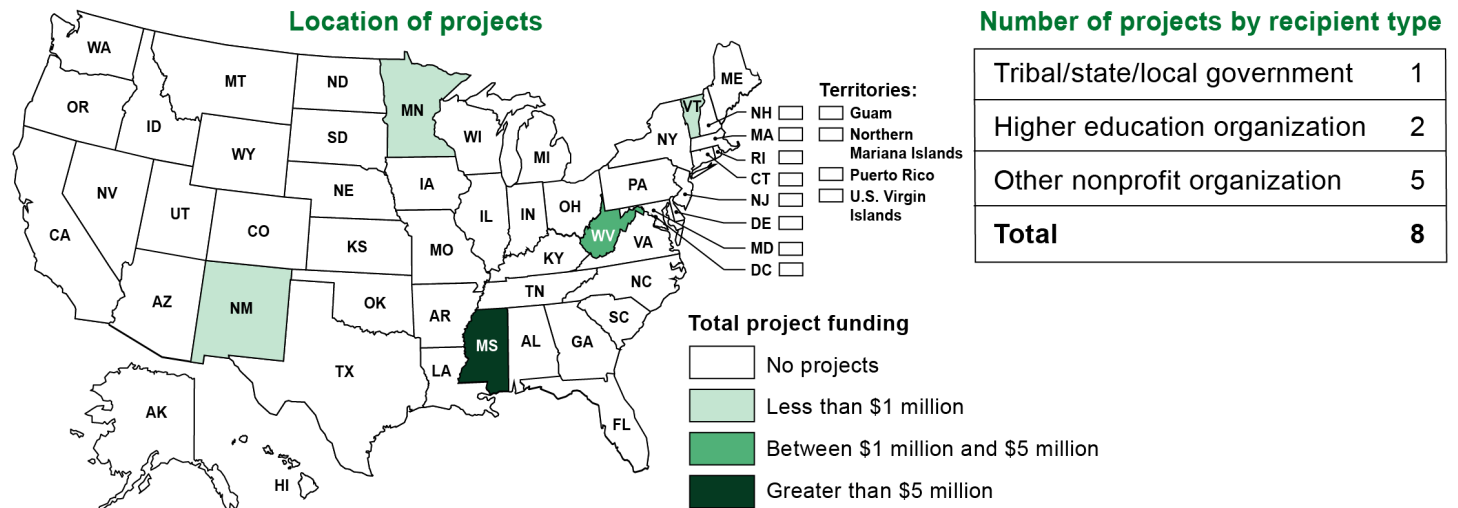 Location of projects
WA
OR
CA
NV
ID
MT
WY
UT
CO
AZ
NM
ND
SD
NE
KS
OK
TX
MN
IA
MO
AR
LA
WI
IL
MI
IN
OH
KY
TN
MS
AL
GA
FL
SC
NC
VA
WV
PA
NY
VT
ME
AK
HI
NH
MA
RI
CT
NJ
DE
MD
DC
Territories:
Guam
Northern
Mariana Islands
Puerto Rico
U.S. Virgin
Islands
Total project funding
No projects
Less than $1 million
Between $1 million and $5 million
Greater than $5 million
Number of projects by recipient type
Tribal/state/local government 1
Higher education organization 2
Other nonprofit organization 5
Total 8